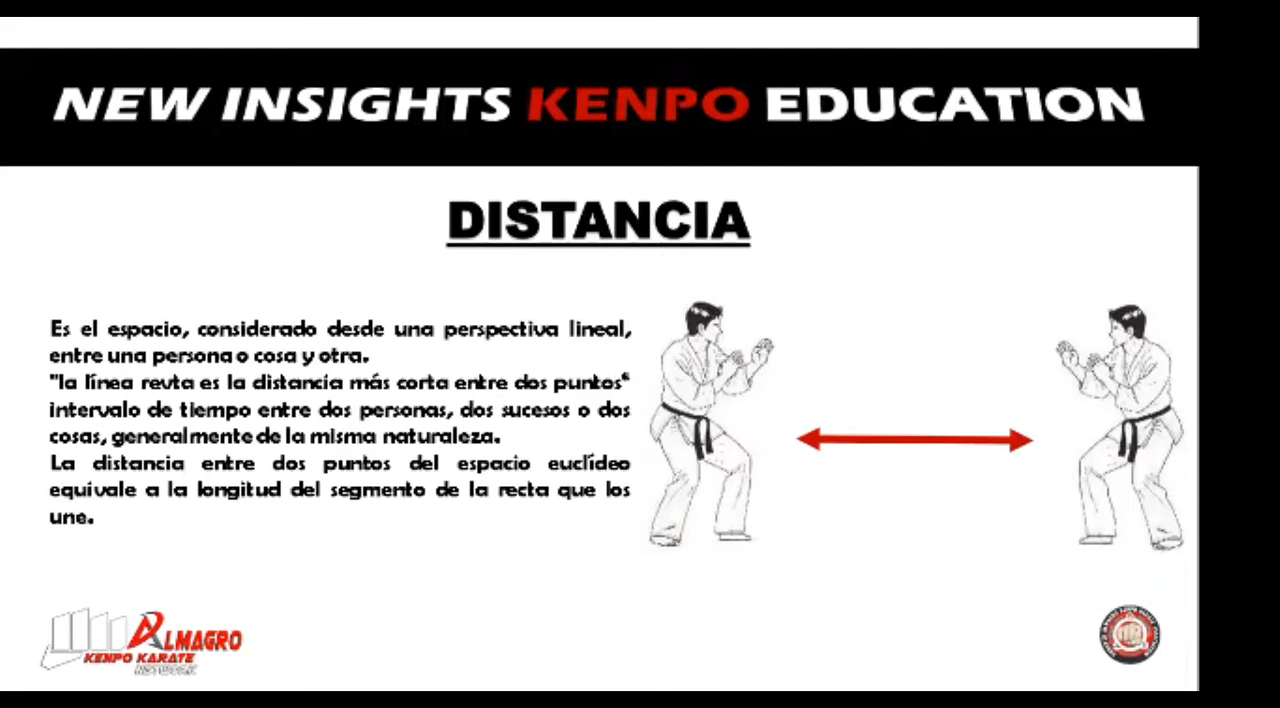 NEW INSIGHTS KENPO EDUCATION
DISTANCIA
Es el espacio, considerado desde una perspectiva lineal,
entre una persona o cosa y otra.
"la línea revta es la distancia más corta entre dos puntos“
intervalo de tiempo entre dos personas, dos sucesos o dos
cosas, generalmente de la misma naturaleza.
La distancia entre dos puntos del espacio euclídeo
equivale a la longitud del segmento de la recta que los
une.
ALMAGRO
KENPO KARATE
NETWORK